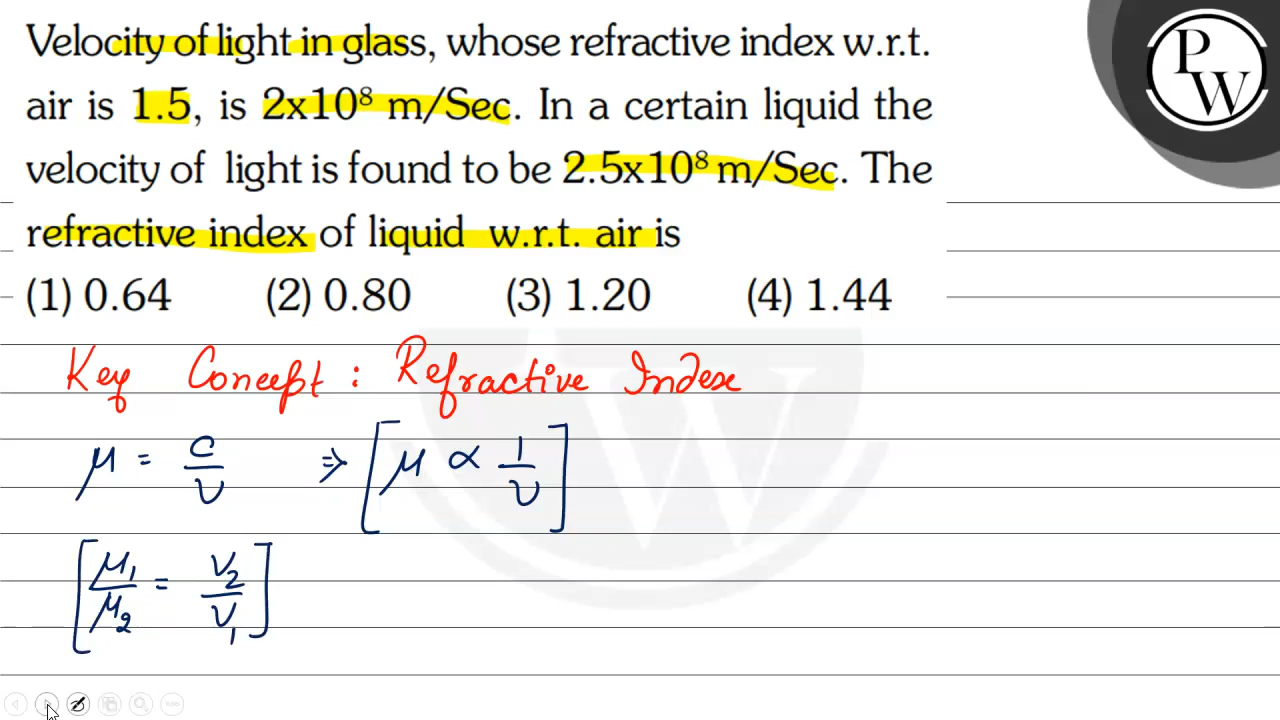 Velocity of light in glass, whose refractive index w.r.t.
air is 1.5, is 2x10⁸ m/Sec. In a certain liquid the
velocity of light is found to be 2.5x10⁸ m/Sec. The
refractive index of liquid w.r.t. air is
(1) 0.64 (2) 0.80 (3) 1.20 (4) 1.44
P
W
Key Concept : Refractive Index
μ = c/v ⇒ [μ ∝ 1/v]
[μ₁/μ₂ = v₂/v₁]